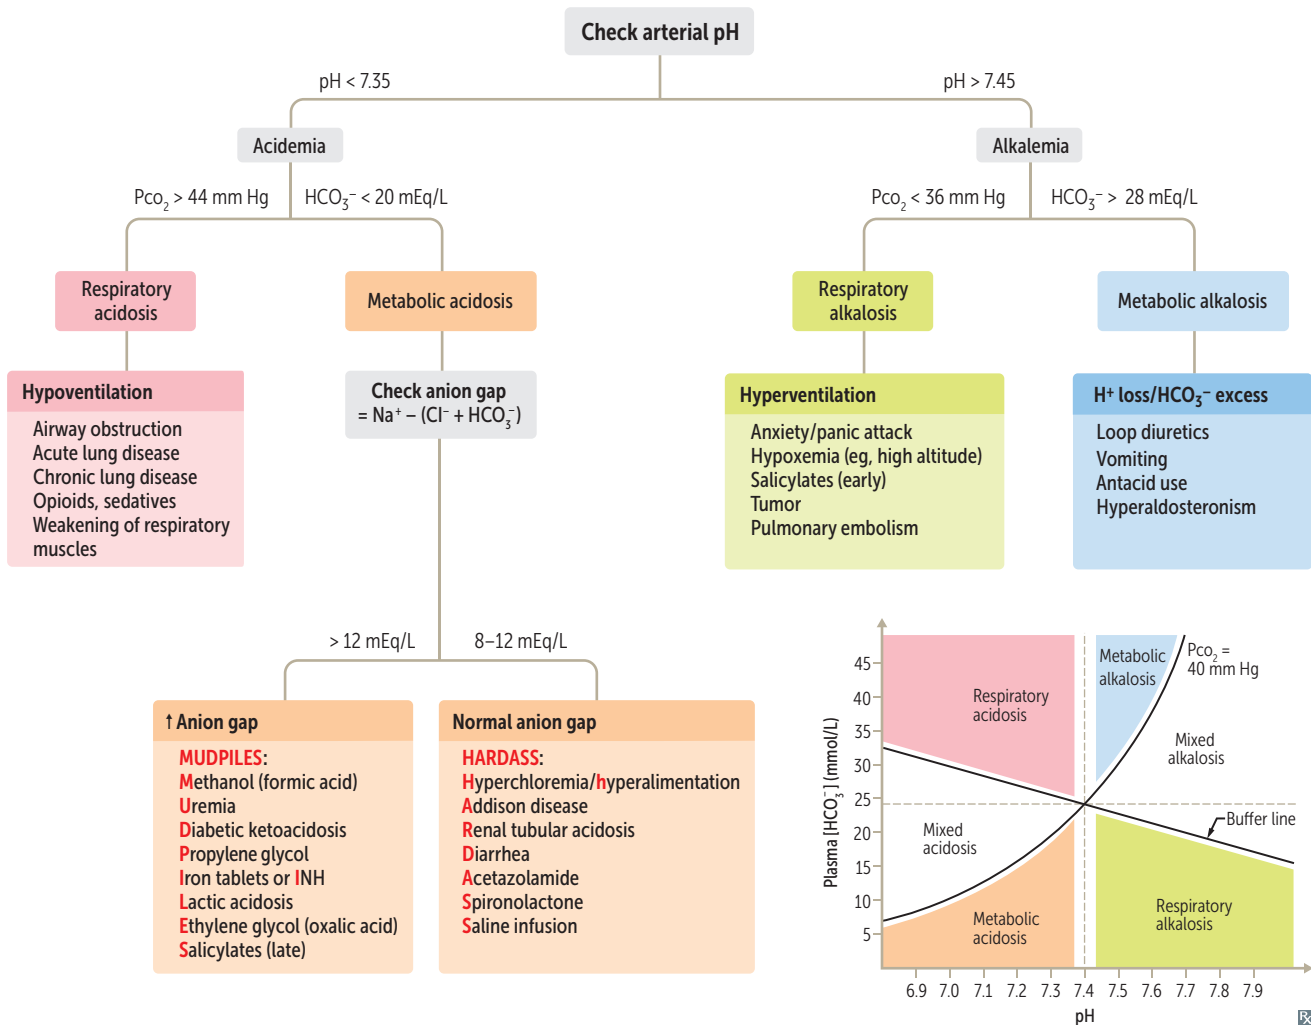 Check arterial pH
pH < 7.35
pH > 7.45
Acidemia
Alkalemia
Pco₂ > 44 mm Hg
HCO₃⁻ < 20 mEq/L
Pco₂ < 36 mm Hg
HCO₃⁻ > 28 mEq/L
Respiratory
acidosis
Metabolic acidosis
Respiratory
alkalosis
Metabolic alkalosis
Hypoventilation
Airway obstruction
Acute lung disease
Chronic lung disease
Opioids, sedatives
Weakening of respiratory
muscles
Check anion gap
= Na⁺ – (Cl⁻ + HCO₃⁻)
Hyperventilation
Anxiety/panic attack
Hypoxemia (eg, high altitude)
Salicylates (early)
Tumor
Pulmonary embolism
H⁺ loss/HCO₃⁻ excess
Loop diuretics
Vomiting
Antacid use
Hyperaldosteronism
> 12 mEq/L
8–12 mEq/L
↑ Anion gap
MUDPILES:
Methanol (formic acid)
Uremia
Diabetic ketoacidosis
Propylene glycol
Iron tablets or INH
Lactic acidosis
Ethylene glycol (oxalic acid)
Salicylates (late)
Normal anion gap
HARDASS:
Hyperchloremia/hyperalimentation
Addison disease
Renal tubular acidosis
Diarrhea
Acetazolamide
Spironolactone
Saline infusion
Plasma [HCO₃⁻] (mmol/L)
45
40
35
30
25
20
15
10
5
Respiratory
acidosis
Metabolic
alkalosis
Pco₂ =
40 mm Hg
Mixed
alkalosis
Buffer line
Mixed
acidosis
Metabolic
acidosis
Respiratory
alkalosis
6.9 7.0 7.1 7.2 7.3 7.4 7.5 7.6 7.7 7.8 7.9
pH
Rx